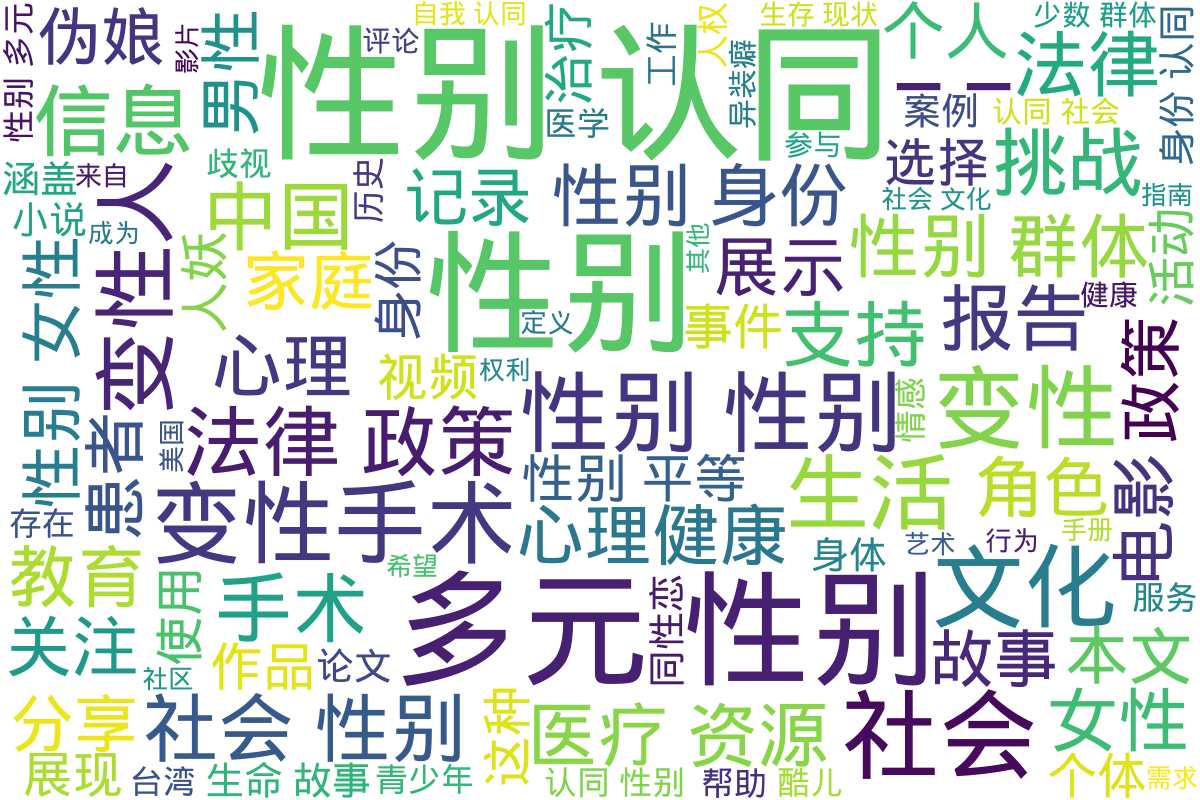 性别 多元
伪娘
影片
男性
评论
自我 认同
治疗
工作
人权
生存 现状
个人
少数 群体
一一
法律
身份 认同
信息
性别认同
医学
异装癖
案例
认同 社会
参与
选择
挑战
涵盖
来自
歧视
中国
历史
记录
性别 身份
社会 文化
指南
小说
成为
变性人
人妖
家庭
身份
性别
其他
展示
性别 群体
活动
健康
性别 女性
定义
事件
支持
报告
政策
心理
视频
权利
性别 性别
情感
变性
患者
美国
法律 政策
性别 平等
生活
角色
电影
存在
变性手术
心理健康
身体
艺术
行为
手册
教育
使用
手术
希望
多元性别
同性恋
文化
服务
关注
社区
作品
论文
故事
本文
分享
社会 性别
这种
医疗 资源
社会
女性
展现
台湾
生命 故事
青少年
认同 性别
帮助
酷儿
个体
需求